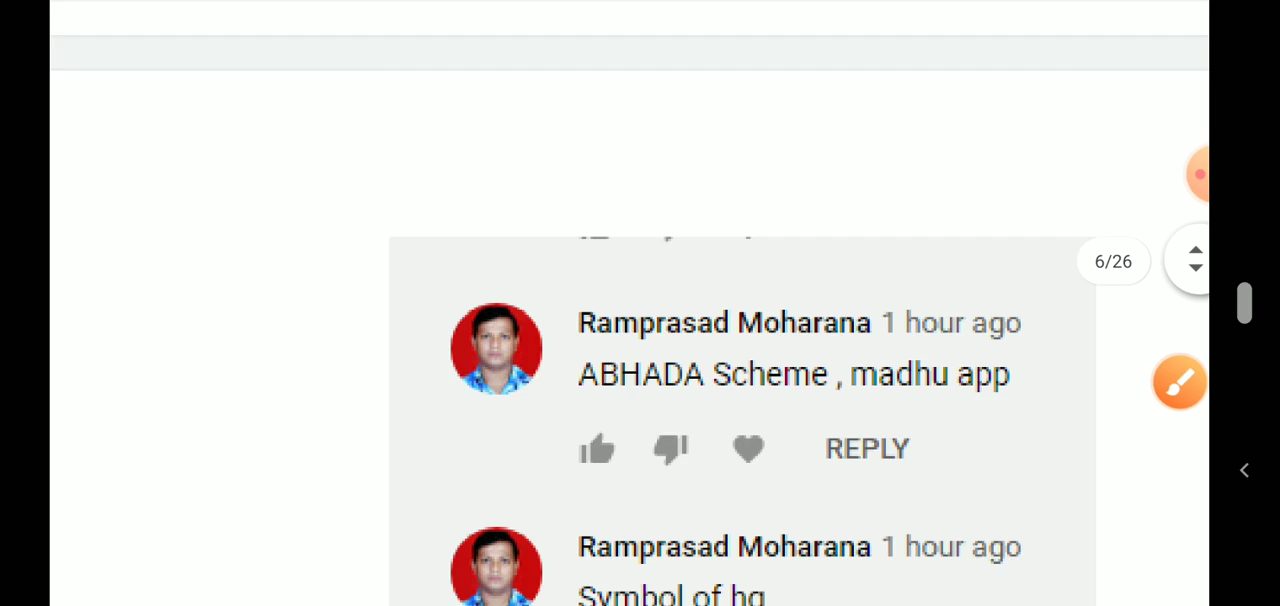 6/26
Ramprasad Moharana 1 hour ago
ABHADA Scheme , madhu app
REPLY
Ramprasad Moharana 1 hour ago
Symbol of hg